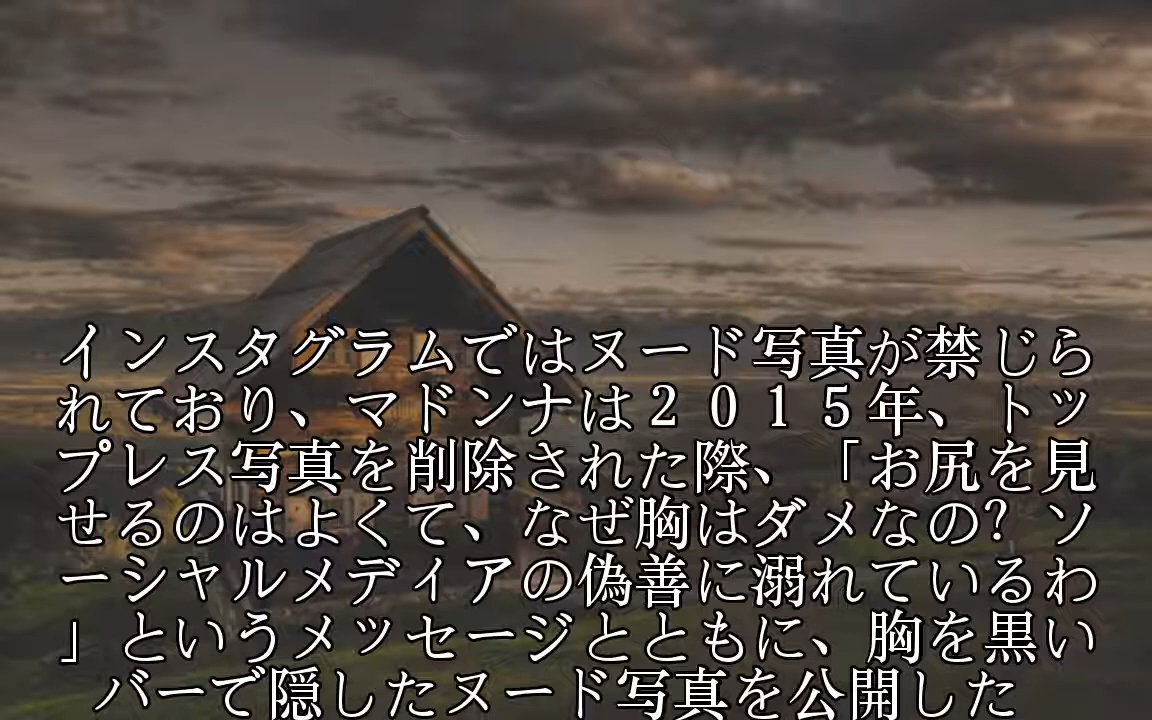 インスタグラムではヌード写真が禁じら
れており、マドンナは２０１５年、トッ
プレス写真を削除された際、「お尻を見
せるのはよくて、なぜ胸はダメなの？ソ
ーシャルメディアの偽善に溺れているわ
」というメッセージとともに、胸を黒い
バーで隠したヌード写真を公開した